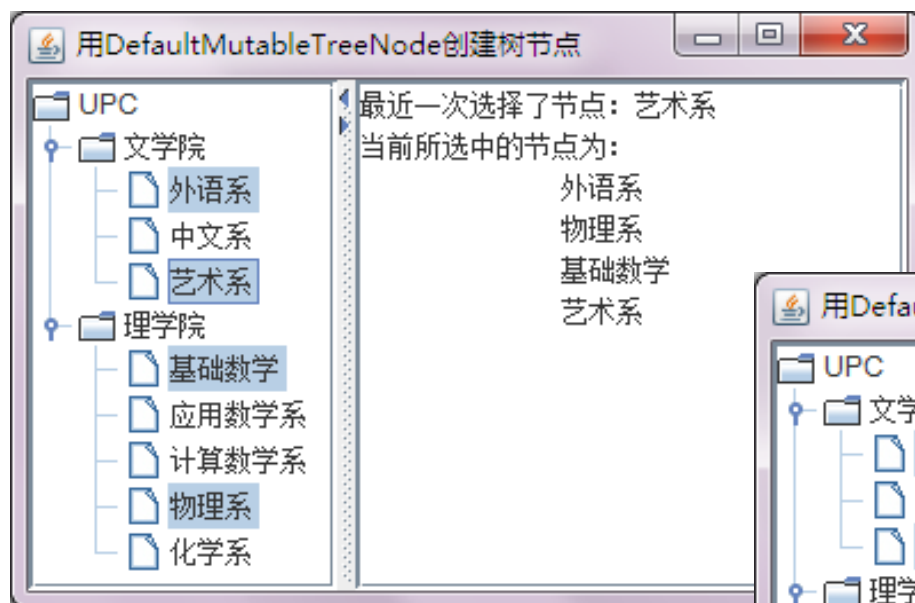 用DefaultMutableTreeNode创建树节点
UPC
文学院
外语系
中文系
艺术系
理学院
基础数学
应用数学系
计算数学系
物理系
化学系
最近一次选择了节点：艺术系
当前所选中的节点为：
外语系
物理系
基础数学
艺术系
用Defau
UPC
文学
理学